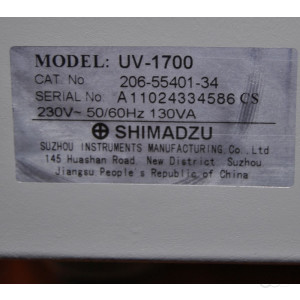 MODEL: UV-1700
CAT. No 206-55401-34
SERIAL No A11024334586 CS
230V~ 50/60Hz 130VA
SHIMADZU
SUZHOU INSTRUMENTS MANUFACTURING,CO.,Ltd.
145 Huashan Road, New District Suzhou
Jiangsu People's Republic of China